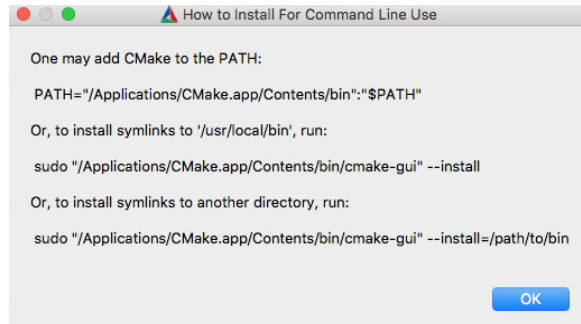 How to Install For Command Line Use
One may add CMake to the PATH:
PATH="/Applications/CMake.app/Contents/bin":"$PATH"
Or, to install symlinks to '/usr/local/bin', run:
sudo "/Applications/CMake.app/Contents/bin/cmake-gui" --install
Or, to install symlinks to another directory, run:
sudo "/Applications/CMake.app/Contents/bin/cmake-gui" --install=/path/to/bin
OK